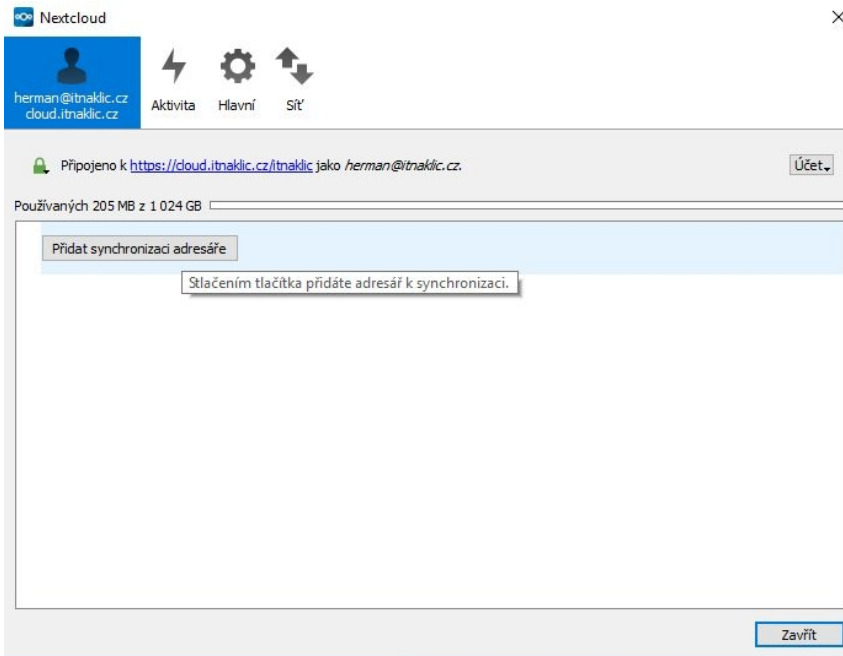 Nextcloud
herman@itnaklic.cz
cloud.itnaklic.cz
Aktivita
Hlavní
Síť
Připojeno k https://cloud.itnaklic.cz/itnaklic jako herman@itnaklic.cz.
Účet
Používaných 205 MB z 1 024 GB
Přidat synchronizaci adresáře
Stlačením tlačítka přidáte adresář k synchronizaci.
Zavřít